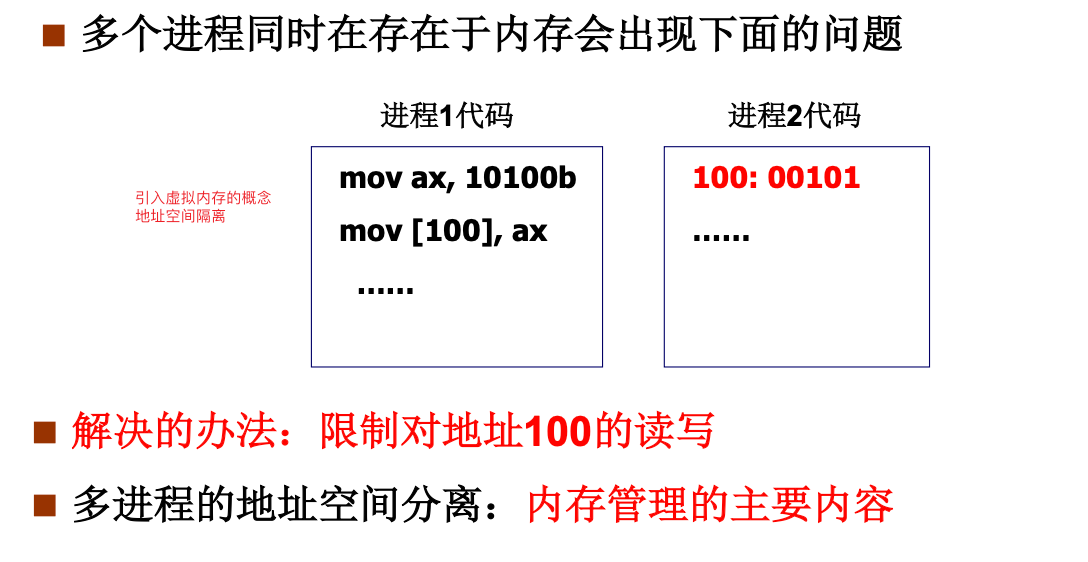 多个进程同时在存在于内存会出现下面的问题
进程1代码
进程2代码
引入虚拟内存的概念
地址空间隔离
mov ax, 10100b
mov [100], ax
......
100: 00101
......
解决的办法：限制对地址100的读写
多进程的地址空间分离：内存管理的主要内容